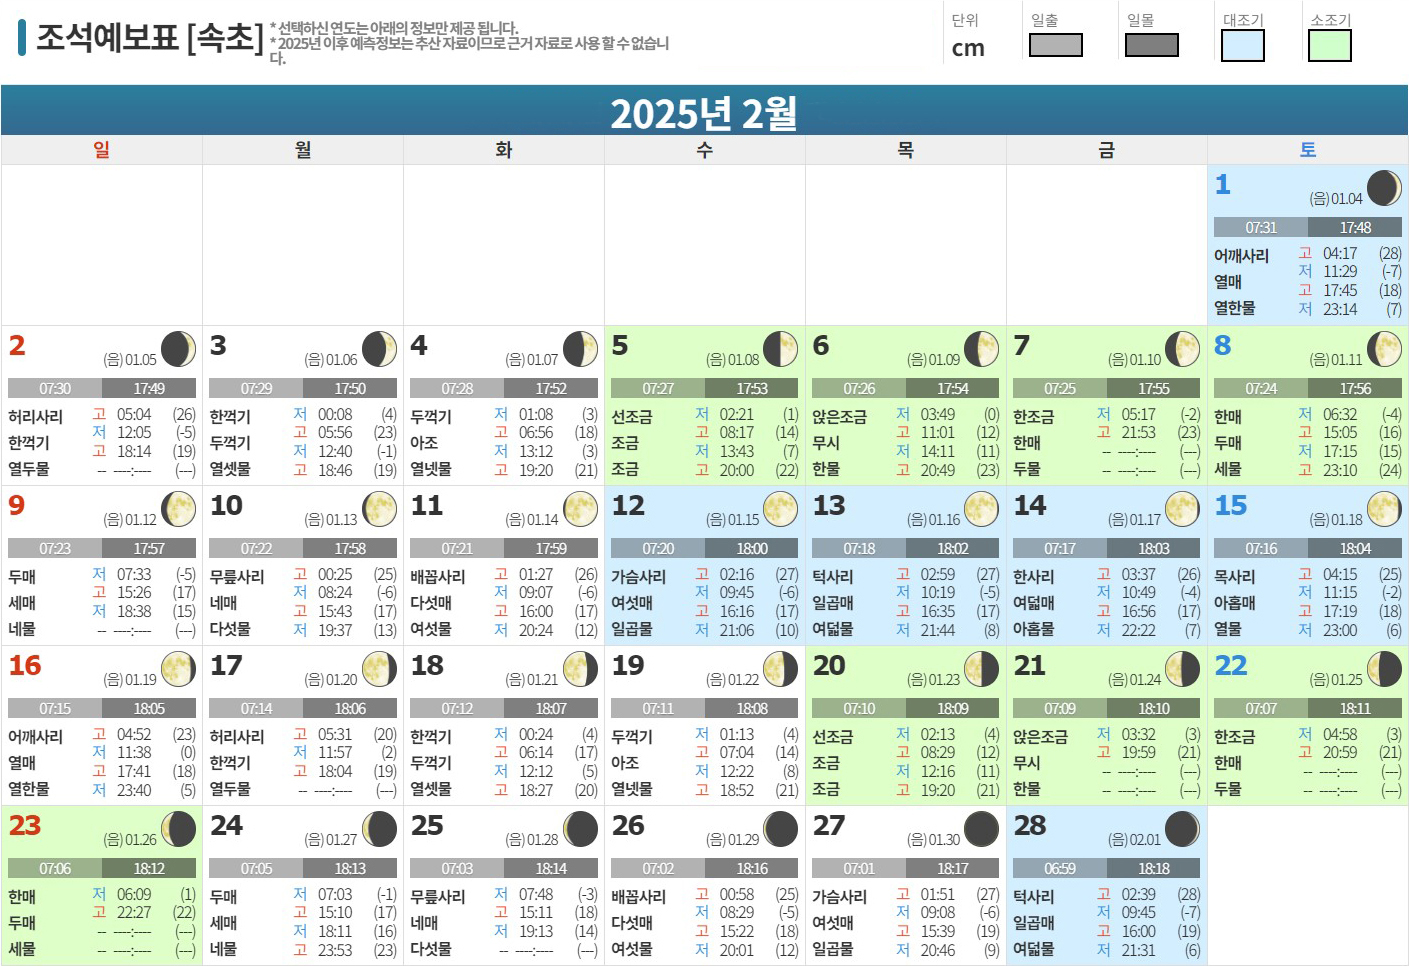 조석예보표 [속초]
* 선택하신 연도는 아래의 정보만 제공 됩니다.
* 2025년 이후 예측정보는 추산 자료이므로 근거 자료로 사용 할 수 없습니
다.
단위 일출 일몰 대조기 소조기
cm
2025년 2월
일 월 화 수 목 금 토
1 (음) 01.04
07:31 17:48
어깨사리
열매
열한물
고 04:17 (28)
저 11:29 (-7)
고 17:45 (18)
저 23:14 (7)
2 (음) 01.05
07:30 17:49
허리사리
한꺽기
열두물
고 05:04 (26)
저 12:05 (-5)
고 18:14 (19)
-- ----:---- (---)
3 (음) 01.06
07:29 17:50
한꺽기
두꺽기
열셋물
저 00:08 (4)
고 05:56 (23)
저 12:40 (-1)
고 18:46 (19)
4 (음) 01.07
07:28 17:52
두꺽기
아조
열넷물
저 01:08 (3)
고 06:56 (18)
저 13:12 (3)
고 19:20 (21)
5 (음) 01.08
07:27 17:53
선조금
조금
조금
저 02:21 (1)
고 08:17 (14)
저 13:43 (7)
고 20:00 (22)
6 (음) 01.09
07:26 17:54
앉은조금
무시
한물
저 03:49 (0)
고 11:01 (12)
저 14:11 (11)
고 20:49 (23)
7 (음) 01.10
07:25 17:55
한조금
한매
두물
저 05:17 (-2)
고 21:53 (23)
-- ----:---- (---)
-- ----:---- (---)
8 (음) 01.11
07:24 17:56
한매
두매
세물
저 06:32 (-4)
고 15:05 (16)
저 17:15 (15)
고 23:10 (24)
9 (음) 01.12
07:23 17:57
두매
세매
네물
저 07:33 (-5)
고 15:26 (17)
저 18:38 (15)
-- ----:---- (---)
10 (음) 01.13
07:22 17:58
무릎사리
네매
다섯물
고 00:25 (25)
저 08:24 (-6)
고 15:43 (17)
저 19:37 (13)
11 (음) 01.14
07:21 17:59
배꼽사리
다섯매
여섯물
고 01:27 (26)
저 09:07 (-6)
고 16:00 (17)
저 20:24 (12)
12 (음) 01.15
07:20 18:00
가슴사리
여섯매
일곱물
고 02:16 (27)
저 09:45 (-6)
고 16:16 (17)
저 21:06 (10)
13 (음) 01.16
07:18 18:02
턱사리
일곱매
여덟물
고 02:59 (27)
저 10:19 (-5)
고 16:35 (17)
저 21:44 (8)
14 (음) 01.17
07:17 18:03
한사리
여덟매
아홉물
고 03:37 (26)
저 10:49 (-4)
고 16:56 (17)
저 22:22 (7)
15 (음) 01.18
07:16 18:04
목사리
아홉매
열물
고 04:15 (25)
저 11:15 (-2)
고 17:19 (18)
저 23:00 (6)
16 (음) 01.19
07:15 18:05
어깨사리
열매
열한물
고 04:52 (23)
저 11:38 (0)
고 17:41 (18)
저 23:40 (5)
17 (음) 01.20
07:14 18:06
허리사리
한꺽기
열두물
고 05:31 (20)
저 11:57 (2)
고 18:04 (19)
-- ----:---- (---)
18 (음) 01.21
07:12 18:07
한꺽기
두꺽기
열셋물
저 00:24 (4)
고 06:14 (17)
저 12:12 (5)
고 18:27 (20)
19 (음) 01.22
07:11 18:08
두꺽기
아조
열넷물
저 01:13 (4)
고 07:04 (14)
저 12:22 (8)
고 18:52 (21)
20 (음) 01.23
07:10 18:09
선조금
조금
조금
저 02:13 (4)
고 08:29 (12)
저 12:16 (11)
고 19:20 (21)
21 (음) 01.24
07:09 18:10
앉은조금
무시
한물
저 03:32 (3)
고 19:59 (21)
-- ----:---- (---)
-- ----:---- (---)
22 (음) 01.25
07:07 18:11
한조금
한매
두물
저 04:58 (3)
고 20:59 (21)
-- ----:---- (---)
-- ----:---- (---)
23 (음) 01.26
07:06 18:12
한매
두매
세물
저 06:09 (1)
고 22:27 (22)
-- ----:---- (---)
-- ----:---- (---)
24 (음) 01.27
07:05 18:13
두매
세매
네물
저 07:03 (-1)
고 15:10 (17)
저 18:11 (16)
고 23:53 (23)
25 (음) 01.28
07:03 18:14
무릎사리
네매
다섯물
저 07:48 (-3)
고 15:11 (18)
저 19:13 (14)
-- ----:---- (---)
26 (음) 01.29
07:02 18:16
배꼽사리
다섯매
여섯물
고 00:58 (25)
저 08:29 (-5)
고 15:22 (18)
저 20:01 (12)
27 (음) 01.30
07:01 18:17
가슴사리
여섯매
일곱물
고 01:51 (27)
저 09:08 (-6)
고 15:39 (19)
저 20:46 (9)
28 (음) 02.01
06:59 18:18
턱사리
일곱매
여덟물
고 02:39 (28)
저 09:45 (-7)
고 16:00 (19)
저 21:31 (6)